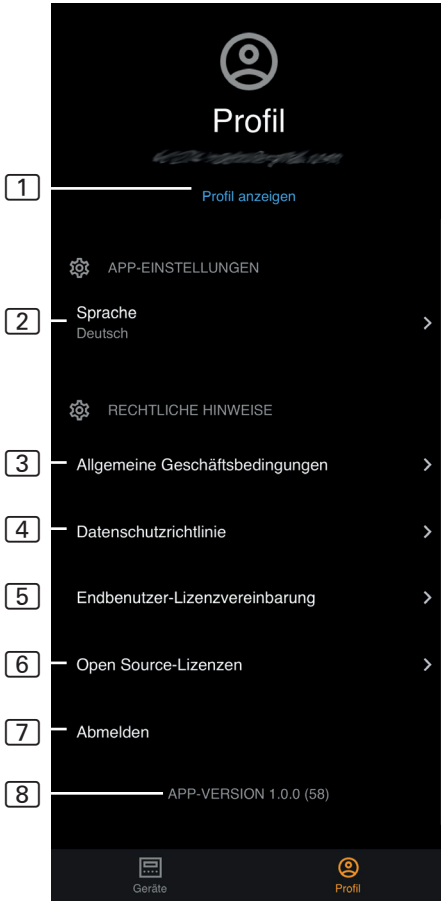 Profil
1
Profil anzeigen
APP-EINSTELLUNGEN
2
Sprache
Deutsch
RECHTLICHE HINWEISE
3
Allgemeine Geschäftsbedingungen
4
Datenschutzrichtlinie
5
Endbenutzer-Lizenzvereinbarung
6
Open Source-Lizenzen
7
Abmelden
8
APP-VERSION 1.0.0 (58)
Geräte
Profil